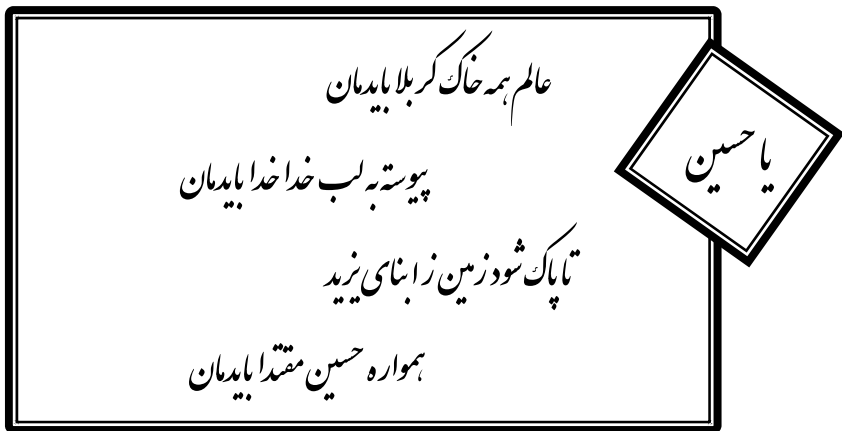 عالم همه خاک کربلا بایدمان
پیوسته به لب خدا خدا بایدمان
تا پاک شود زمین ز ابنای یزید
همواره حسین مقتدا بایدمان
یا حسین